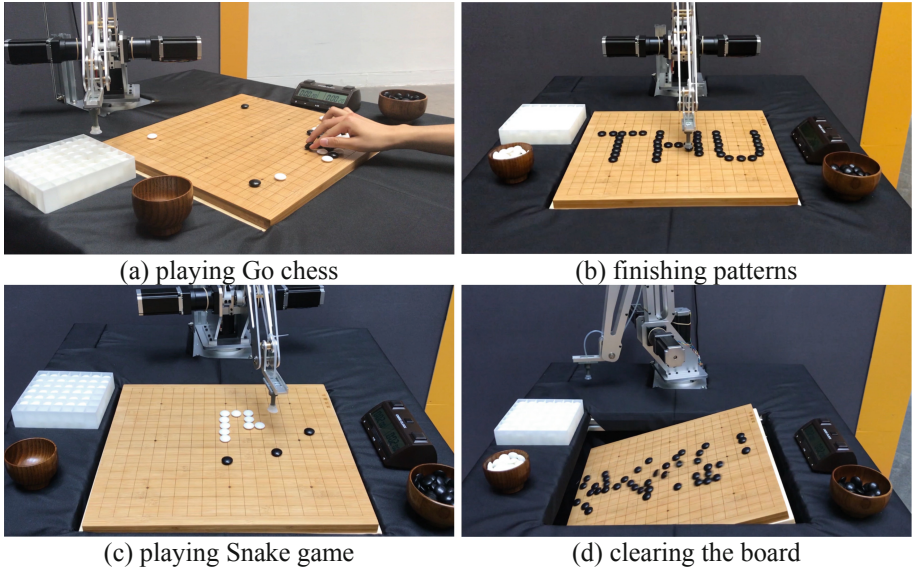 THU
(a) playing Go chess
(b) finishing patterns
(c) playing Snake game
(d) clearing the board